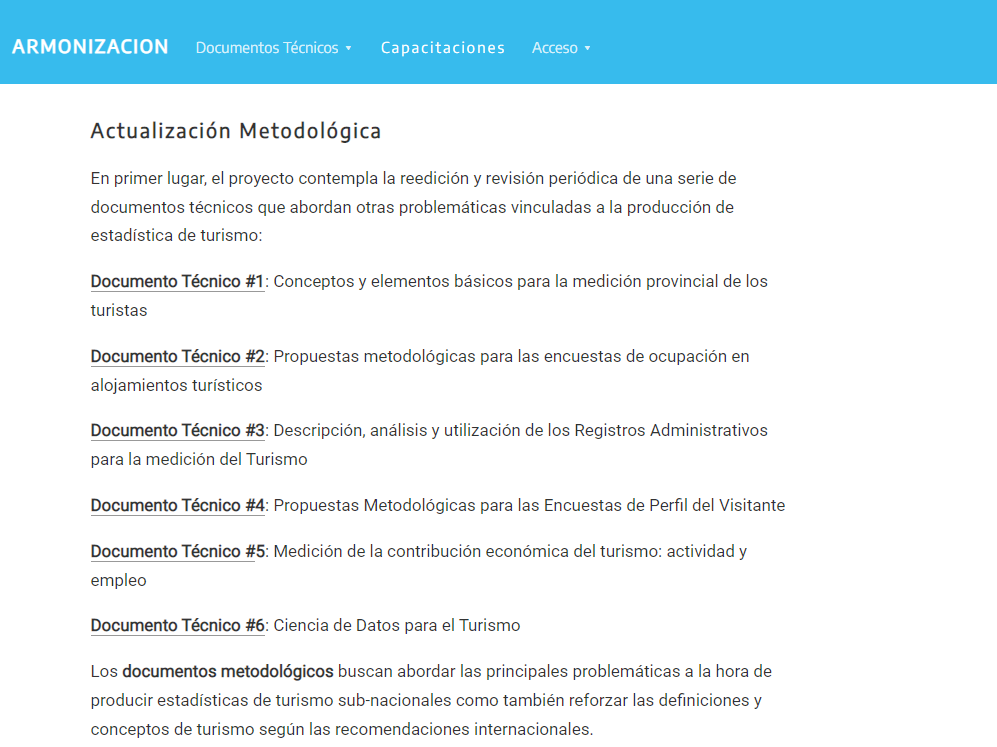 ARMONIZACION Documentos Técnicos ▾ Capacitaciones Acceso ▾
Actualización Metodológica
En primer lugar, el proyecto contempla la reedición y revisión periódica de una serie de
documentos técnicos que abordan otras problemáticas vinculadas a la producción de
estadística de turismo:
Documento Técnico #1: Conceptos y elementos básicos para la medición provincial de los
turistas
Documento Técnico #2: Propuestas metodológicas para las encuestas de ocupación en
alojamientos turísticos
Documento Técnico #3: Descripción, análisis y utilización de los Registros Administrativos
para la medición del Turismo
Documento Técnico #4: Propuestas Metodológicas para las Encuestas de Perfil del Visitante
Documento Técnico #5: Medición de la contribución económica del turismo: actividad y
empleo
Documento Técnico #6: Ciencia de Datos para el Turismo
Los documentos metodológicos buscan abordar las principales problemáticas a la hora de
producir estadísticas de turismo sub-nacionales como también reforzar las definiciones y
conceptos de turismo según las recomendaciones internacionales.